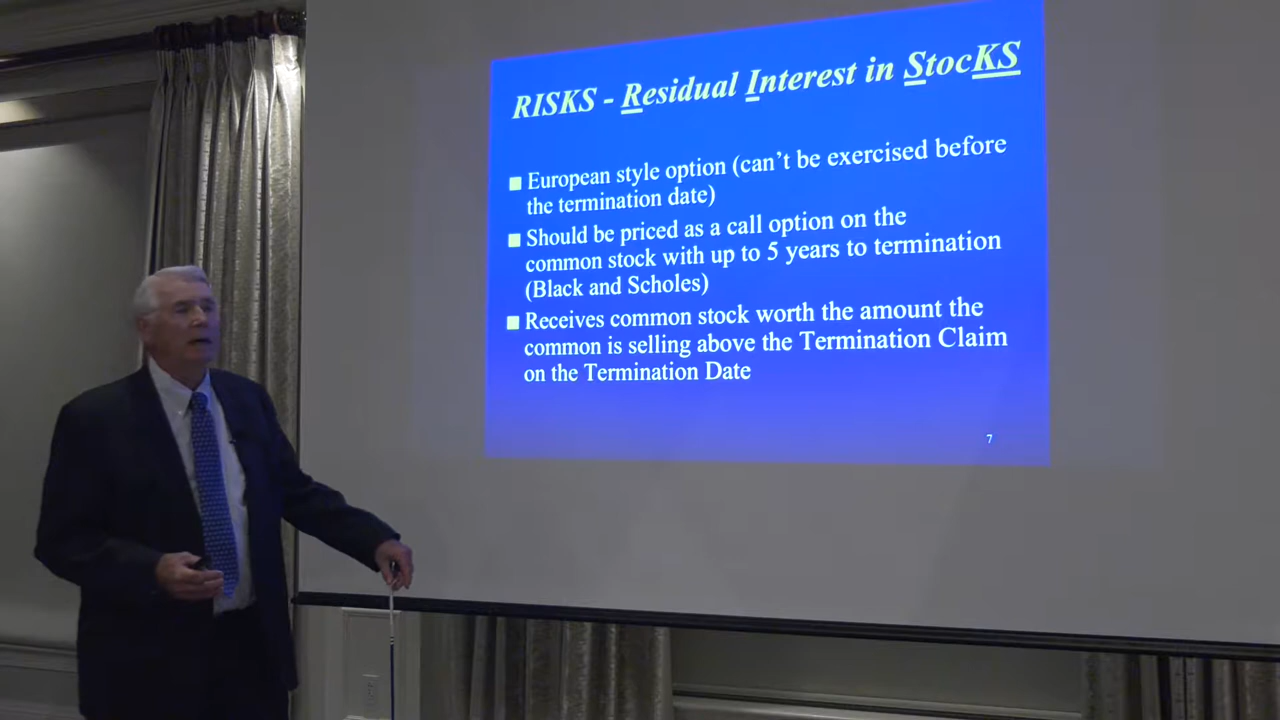 RISKS - Residual Interest in StocKS
European style option (can't be exercised before
the termination date)
Should be priced as a call option on the
common stock with up to 5 years to termination
(Black and Scholes)
Receives common stock worth the amount the
common is selling above the Termination Claim
on the Termination Date
7